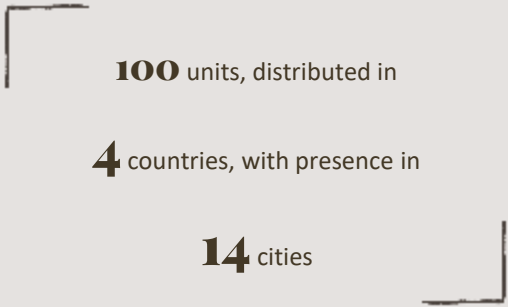 100 units, distributed in
4 countries, with presence in
14 cities